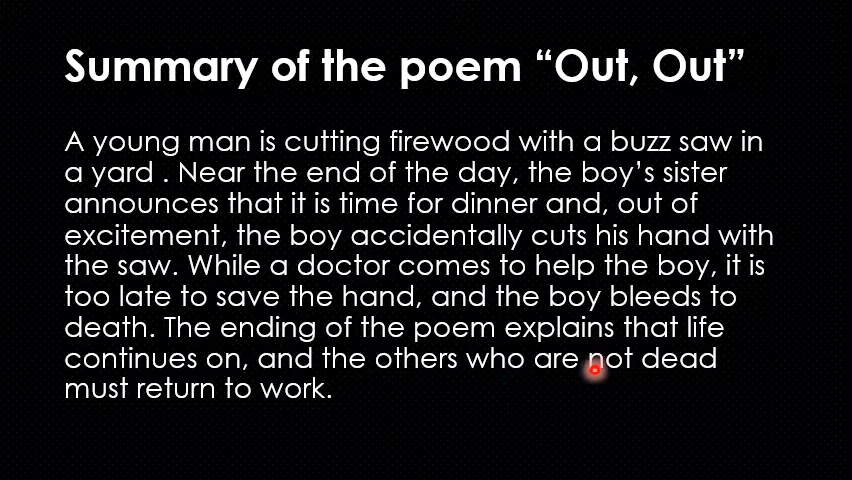 Summary of the poem “Out, Out”
A young man is cutting firewood with a buzz saw in
a yard . Near the end of the day, the boy’s sister
announces that it is time for dinner and, out of
excitement, the boy accidentally cuts his hand with
the saw. While a doctor comes to help the boy, it is
too late to save the hand, and the boy bleeds to
death. The ending of the poem explains that life
continues on, and the others who are not dead
must return to work.